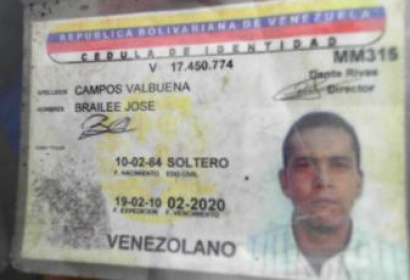 REPUBLICA BOLIVARIANA DE VENEZUELA
CEDULA DE IDENTIDAD
MM315
V 17.450.774
Dante Rivas
Director
APELLIDOS CAMPOS VALBUENA
NOMBRES BRAILEE JOSE
10-02-84 SOLTERO
F. NACIMIENTO EDO CIVIL
19-02-10 02-2020
F. EXPEDICION F. VENCIMIENTO
VENEZOLANO